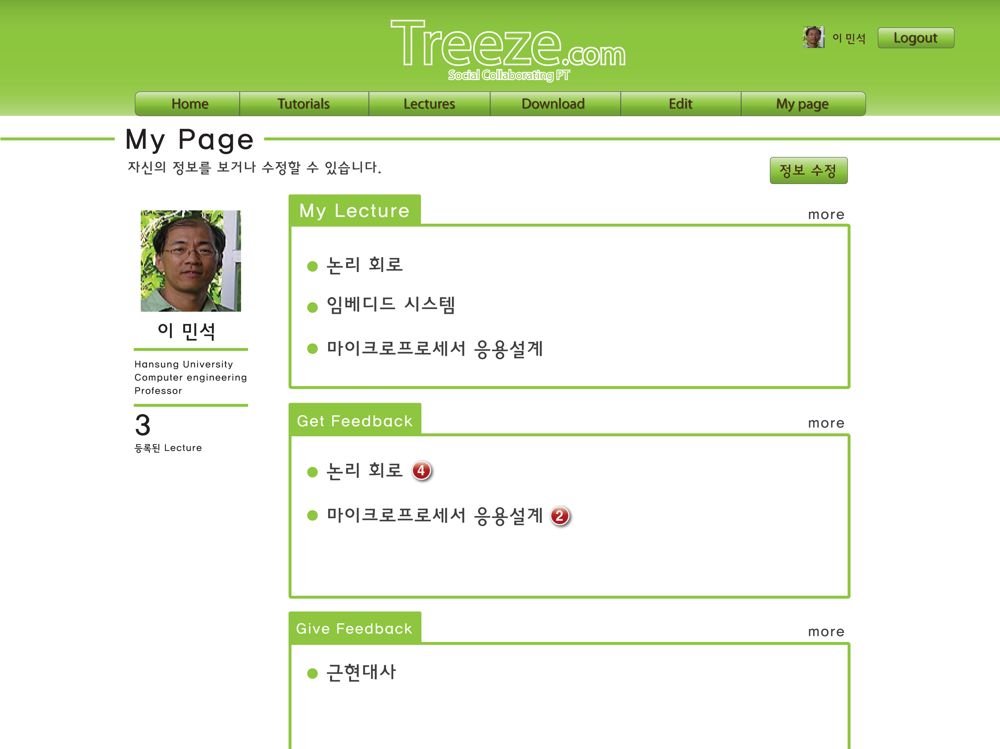 Treeze.com
Social Collaborating PT
이 민석
Logout
Home
Tutorials
Lectures
Download
Edit
My page
My Page
자신의 정보를 보거나 수정할 수 있습니다.
정보 수정
이 민석
Hansung University
Computer engineering
Professor
3
등록된 Lecture
My Lecture
more
논리 회로
임베디드 시스템
마이크로프로세서 응용설계
Get Feedback
more
논리 회로 4
마이크로프로세서 응용설계 2
Give Feedback
more
근현대사